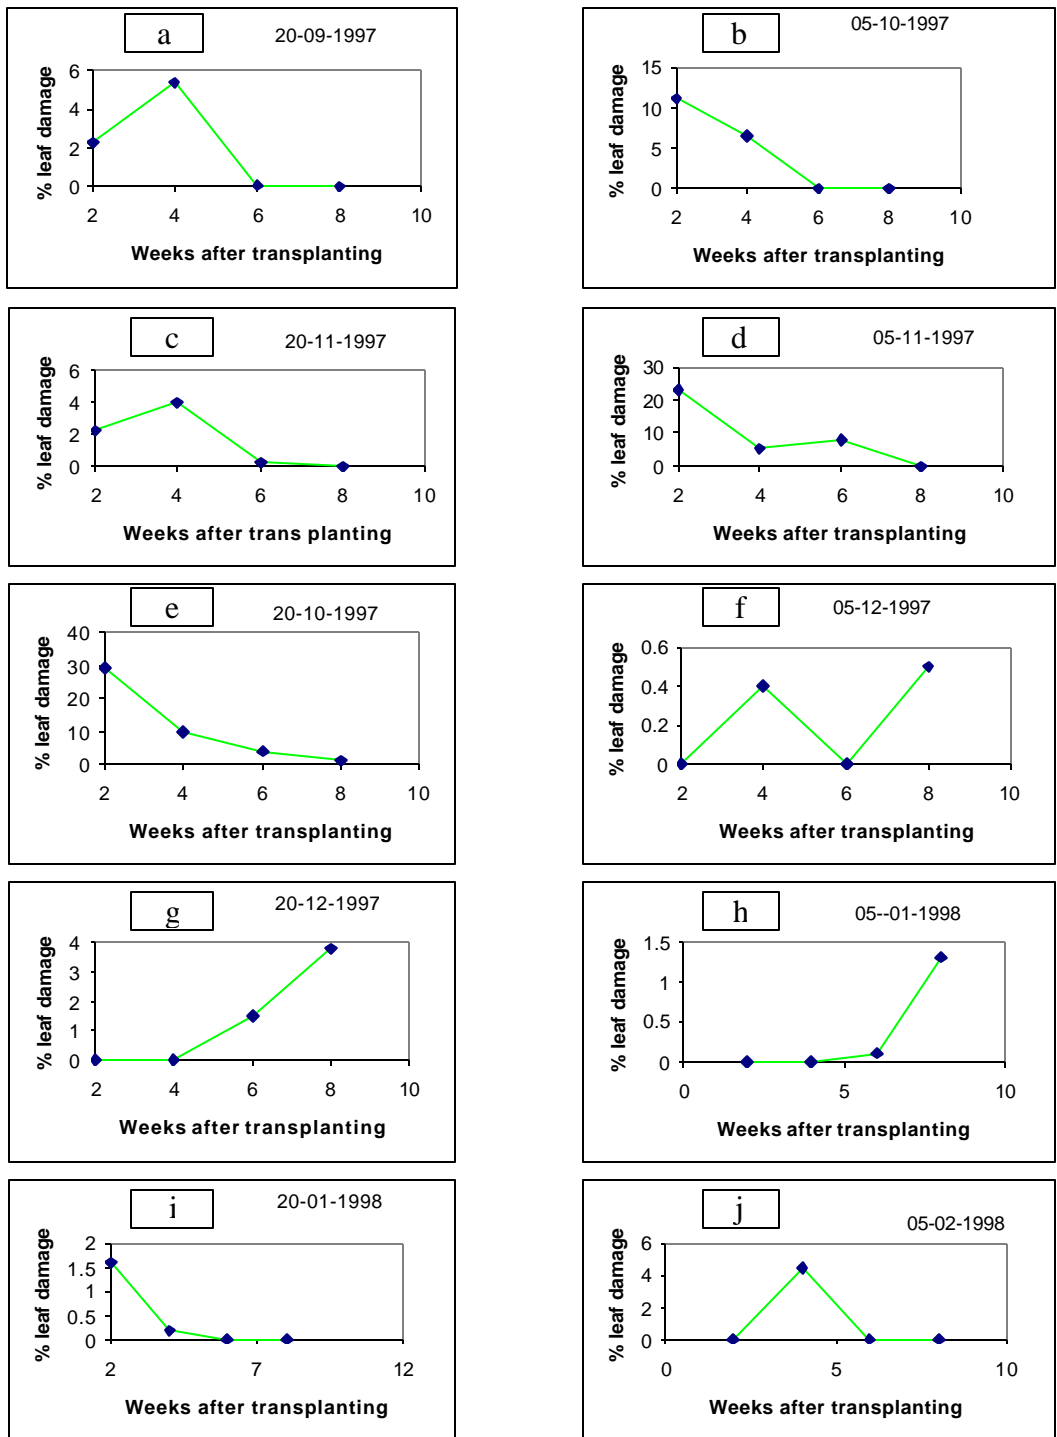 a
20-09-1997
% leaf damage
6
4
2
0
2 4 6 8 10
Weeks after transplanting
b
05-10-1997
% leaf damage
15
10
5
0
2 4 6 8 10
Weeks after transplanting
c
20-11-1997
% leaf damage
6
4
2
0
2 4 6 8 10
Weeks after trans planting
d
05-11-1997
% leaf damage
30
20
10
0
2 4 6 8 10
Weeks after transplanting
e
20-10-1997
% leaf damage
40
30
20
10
0
2 4 6 8 10
Weeks after transplanting
f
05-12-1997
% leaf damage
0.6
0.4
0.2
0
2 4 6 8 10
Weeks after transplanting
g
20-12-1997
% leaf damage
4
3
2
1
0
2 4 6 8 10
Weeks after transplanting
h
05--01-1998
% leaf damage
1.5
1
0.5
0
0 5 10
Weeks after transplanting
i
20-01-1998
% leaf damage
2
1.5
1
0.5
0
2 7 12
Weeks after transplanting
j
05-02-1998
% leaf damage
6
4
2
0
0 5 10
Weeks after transplanting